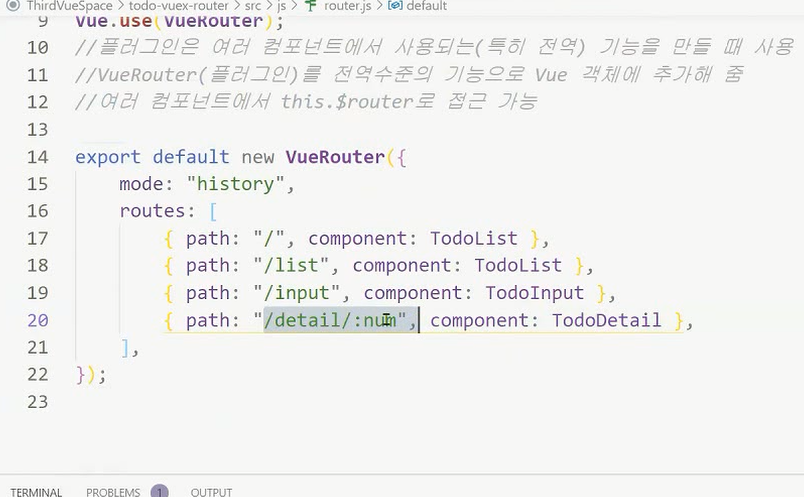 ThirdVueSpace > todo-vuex-router > src > js > router.js > default
9 Vue.use(VueRouter);
10 //플러그인은 여러 컴포넌트에서 사용되는(특히 전역) 기능을 만들 때 사용
11 //VueRouter(플러그인)를 전역수준의 기능으로 Vue 객체에 추가해 줌
12 //여러 컴포넌트에서 this.$router로 접근 가능
13
14 export default new VueRouter({
15 mode: "history",
16 routes: [
17 { path: "/", component: TodoList },
18 { path: "/list", component: TodoList },
19 { path: "/input", component: TodoInput },
20 { path: "/detail/:num", component: TodoDetail },
21 ],
22 });
23
TERMINAL PROBLEMS 1 OUTPUT